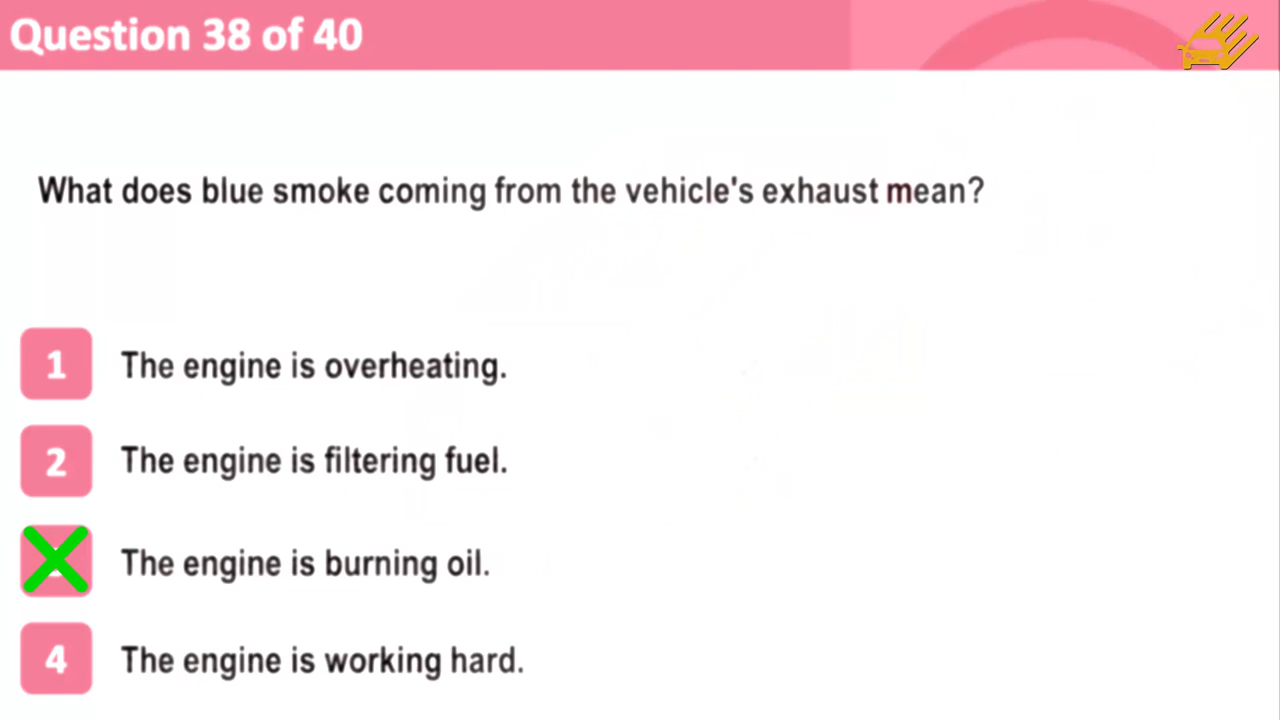 Question 38 of 40
What does blue smoke coming from the vehicle's exhaust mean?
1 The engine is overheating.
2 The engine is filtering fuel.
The engine is burning oil.
4 The engine is working hard.